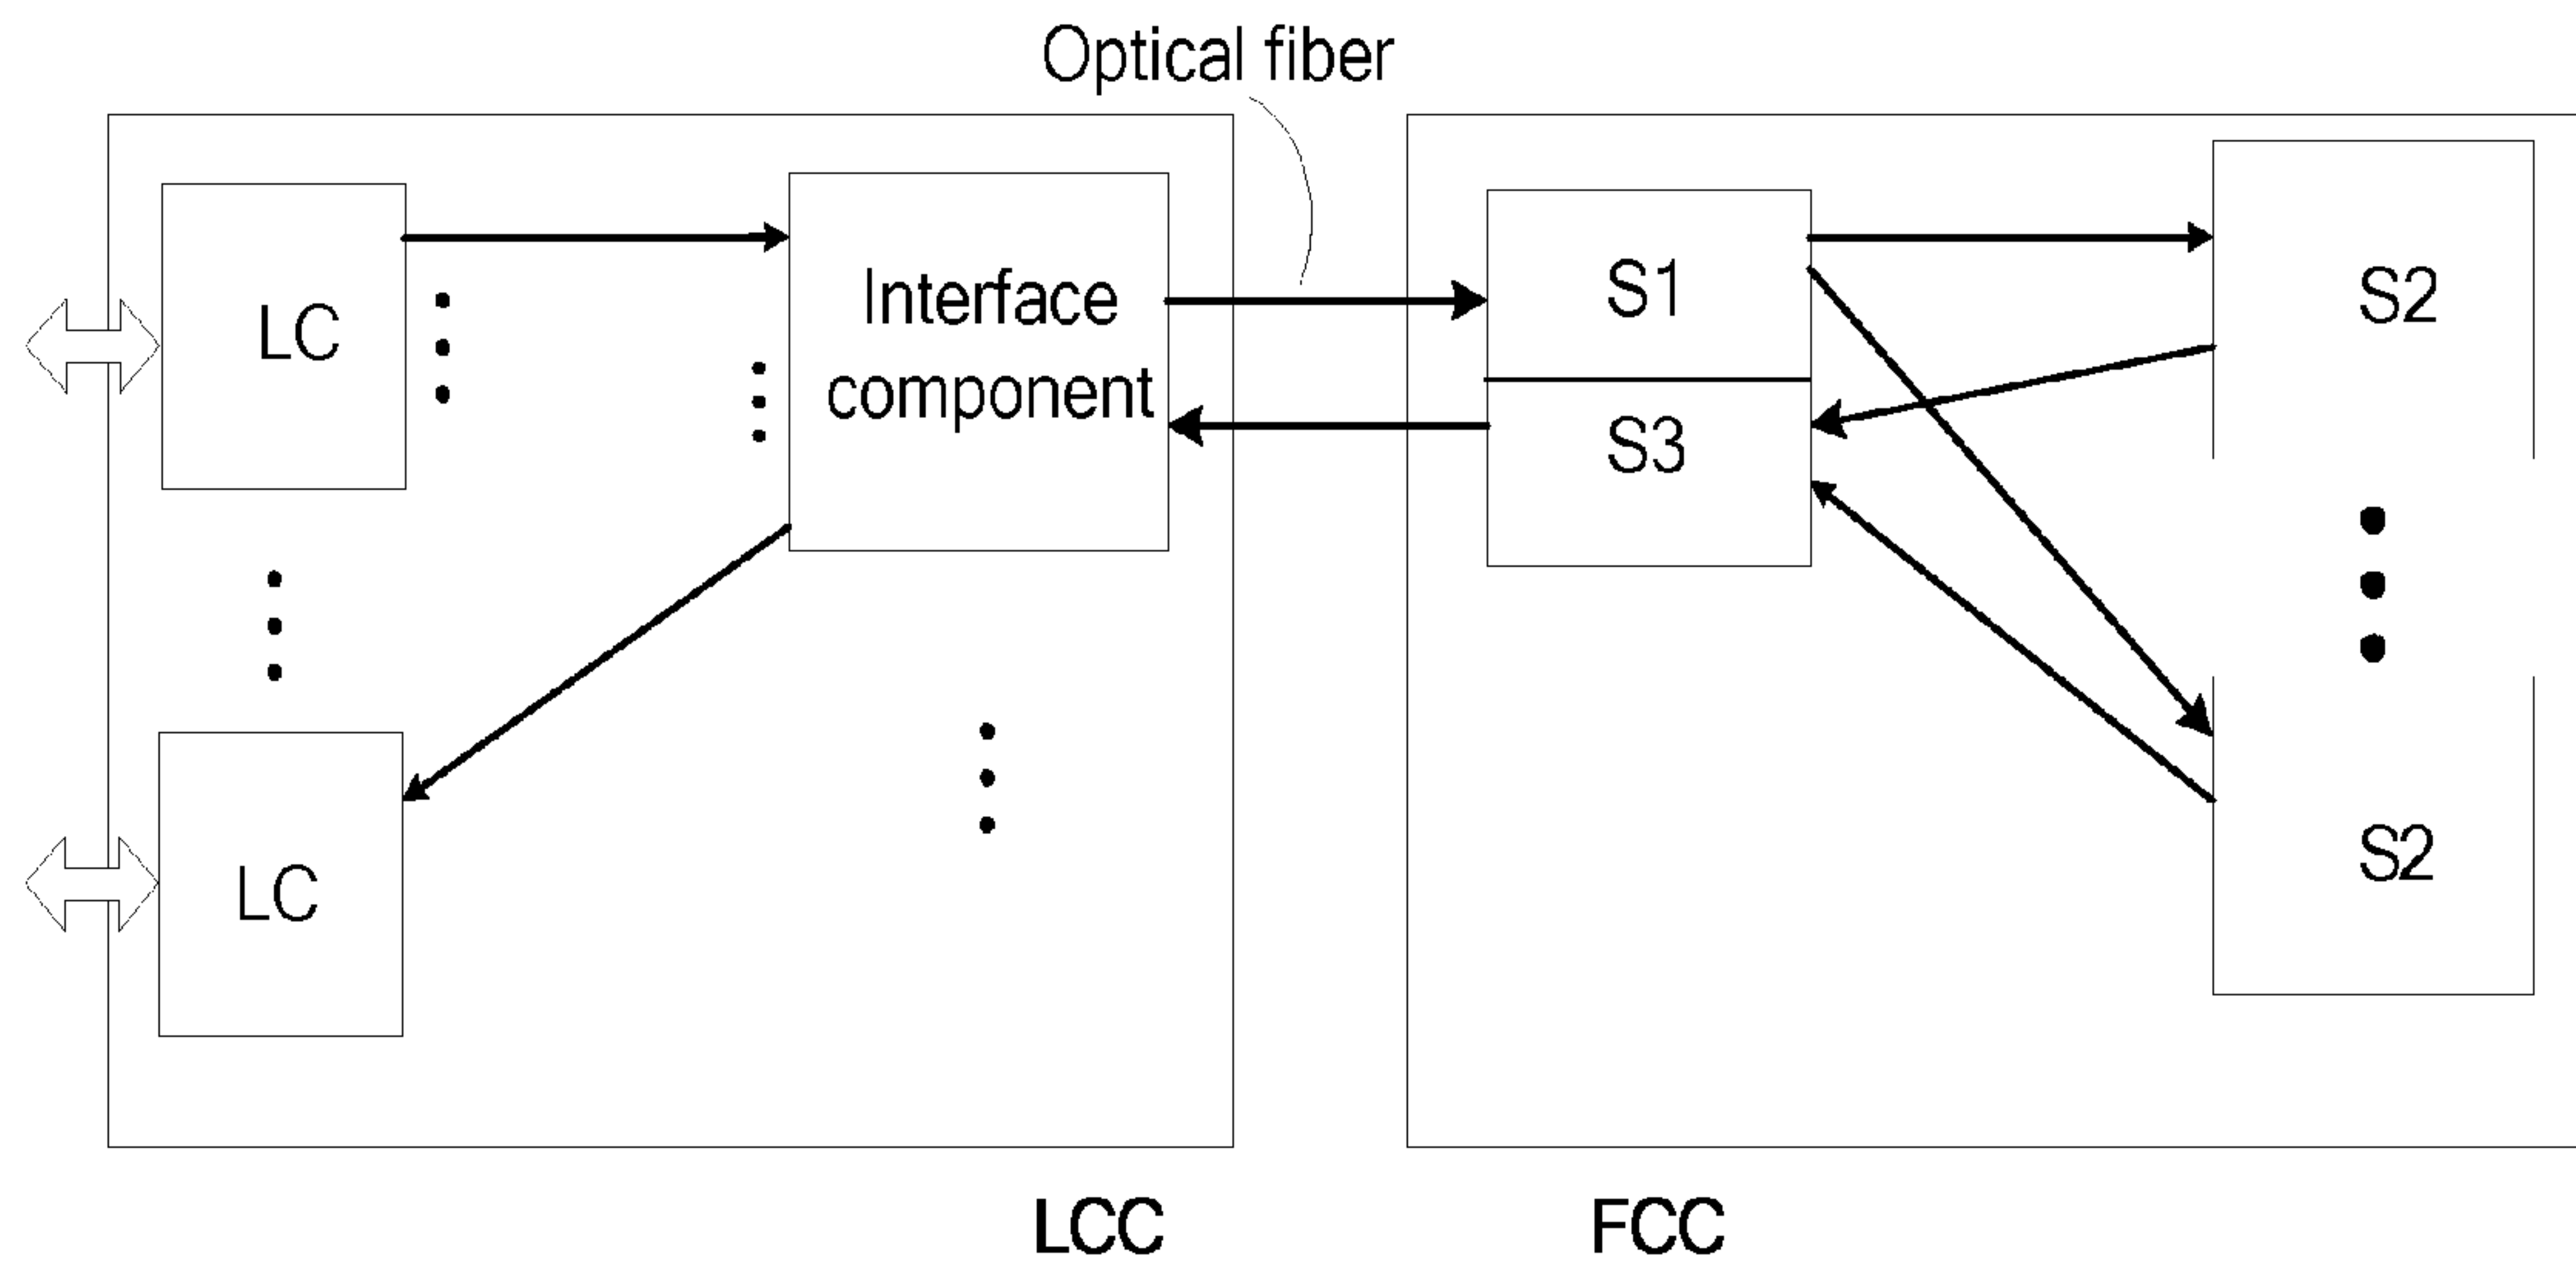 Optical fiber
LC
Interface
component
S1
S2
S3
LC
S2
LCC
FCC